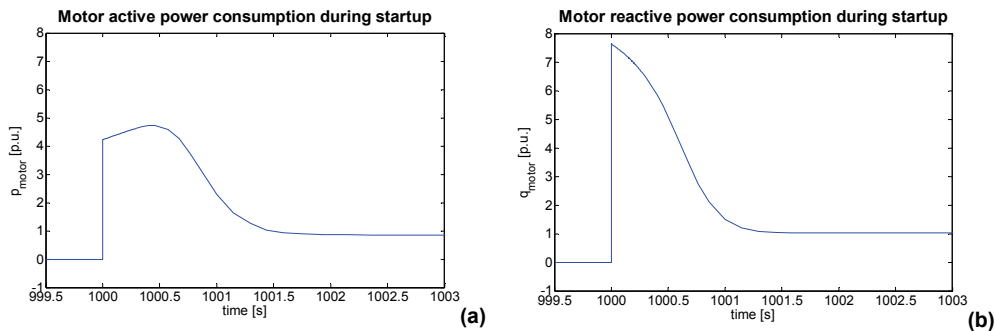 Motor active power consumption during startup
8
7
6
5
4
3
2
1
0
-1
p_motor [p.u.]
999.5 1000 1000.5 1001 1001.5 1002 1002.5 1003
time [s]
(a)
Motor reactive power consumption during startup
8
7
6
5
4
3
2
1
0
-1
q_motor [p.u.]
999.5 1000 1000.5 1001 1001.5 1002 1002.5 1003
time [s]
(b)